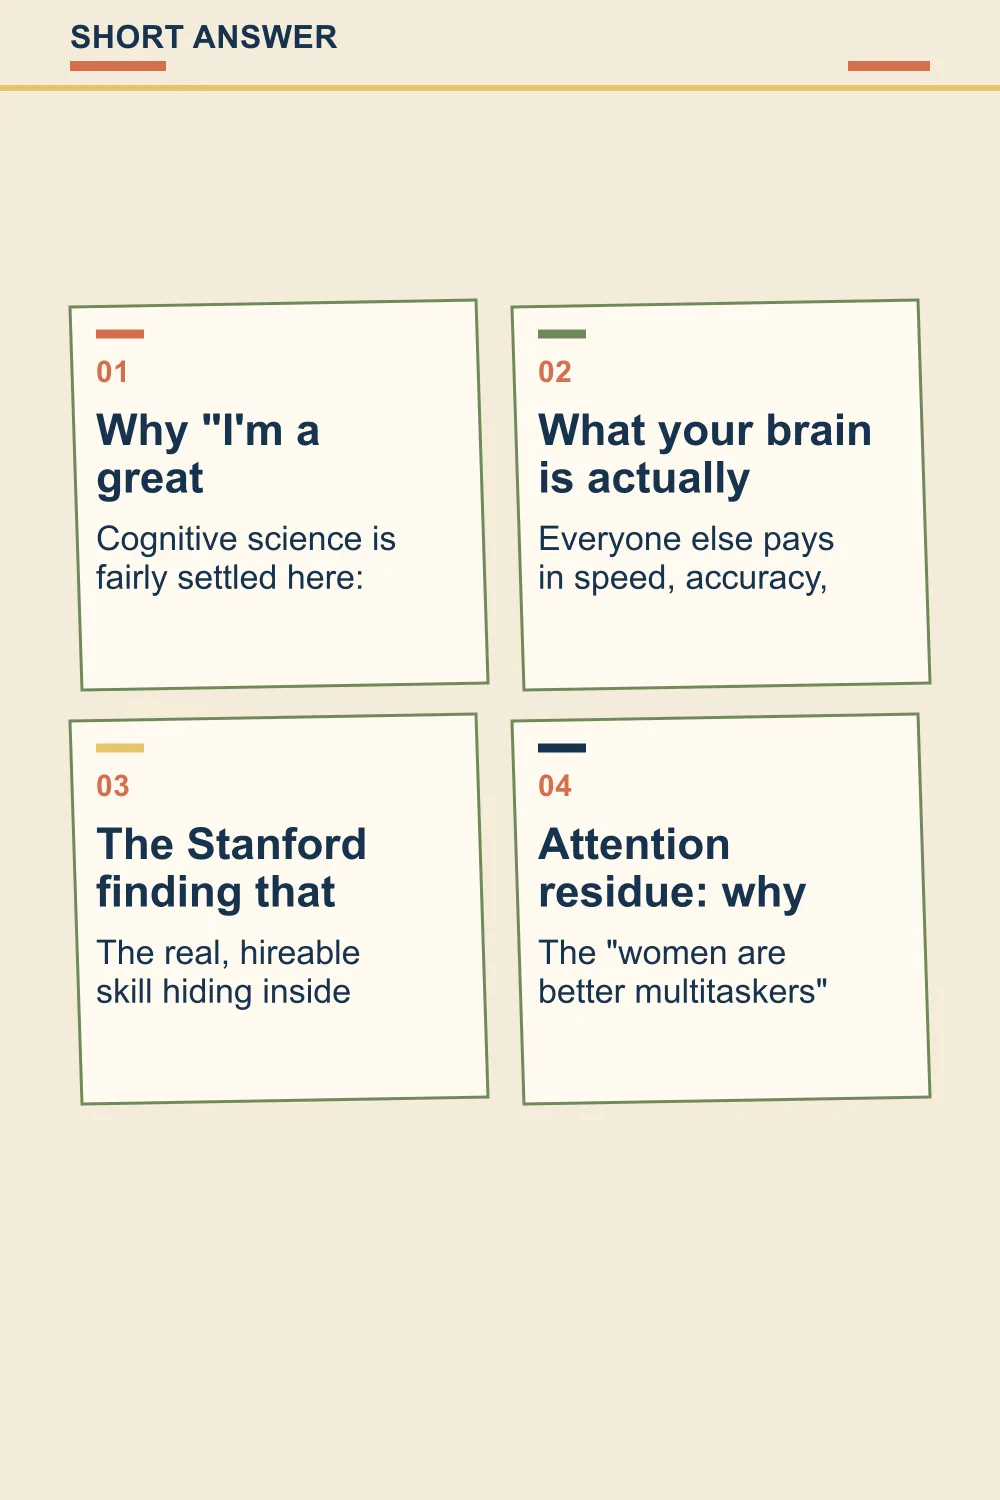 SHORT ANSWER
01
Why "I'm a
great
Cognitive science is
fairly settled here:
02
What your brain
is actually
Everyone else pays
in speed, accuracy,
03
The Stanford
finding that
The real, hireable
skill hiding inside
04
Attention
residue: why
The "women are
better multitaskers"